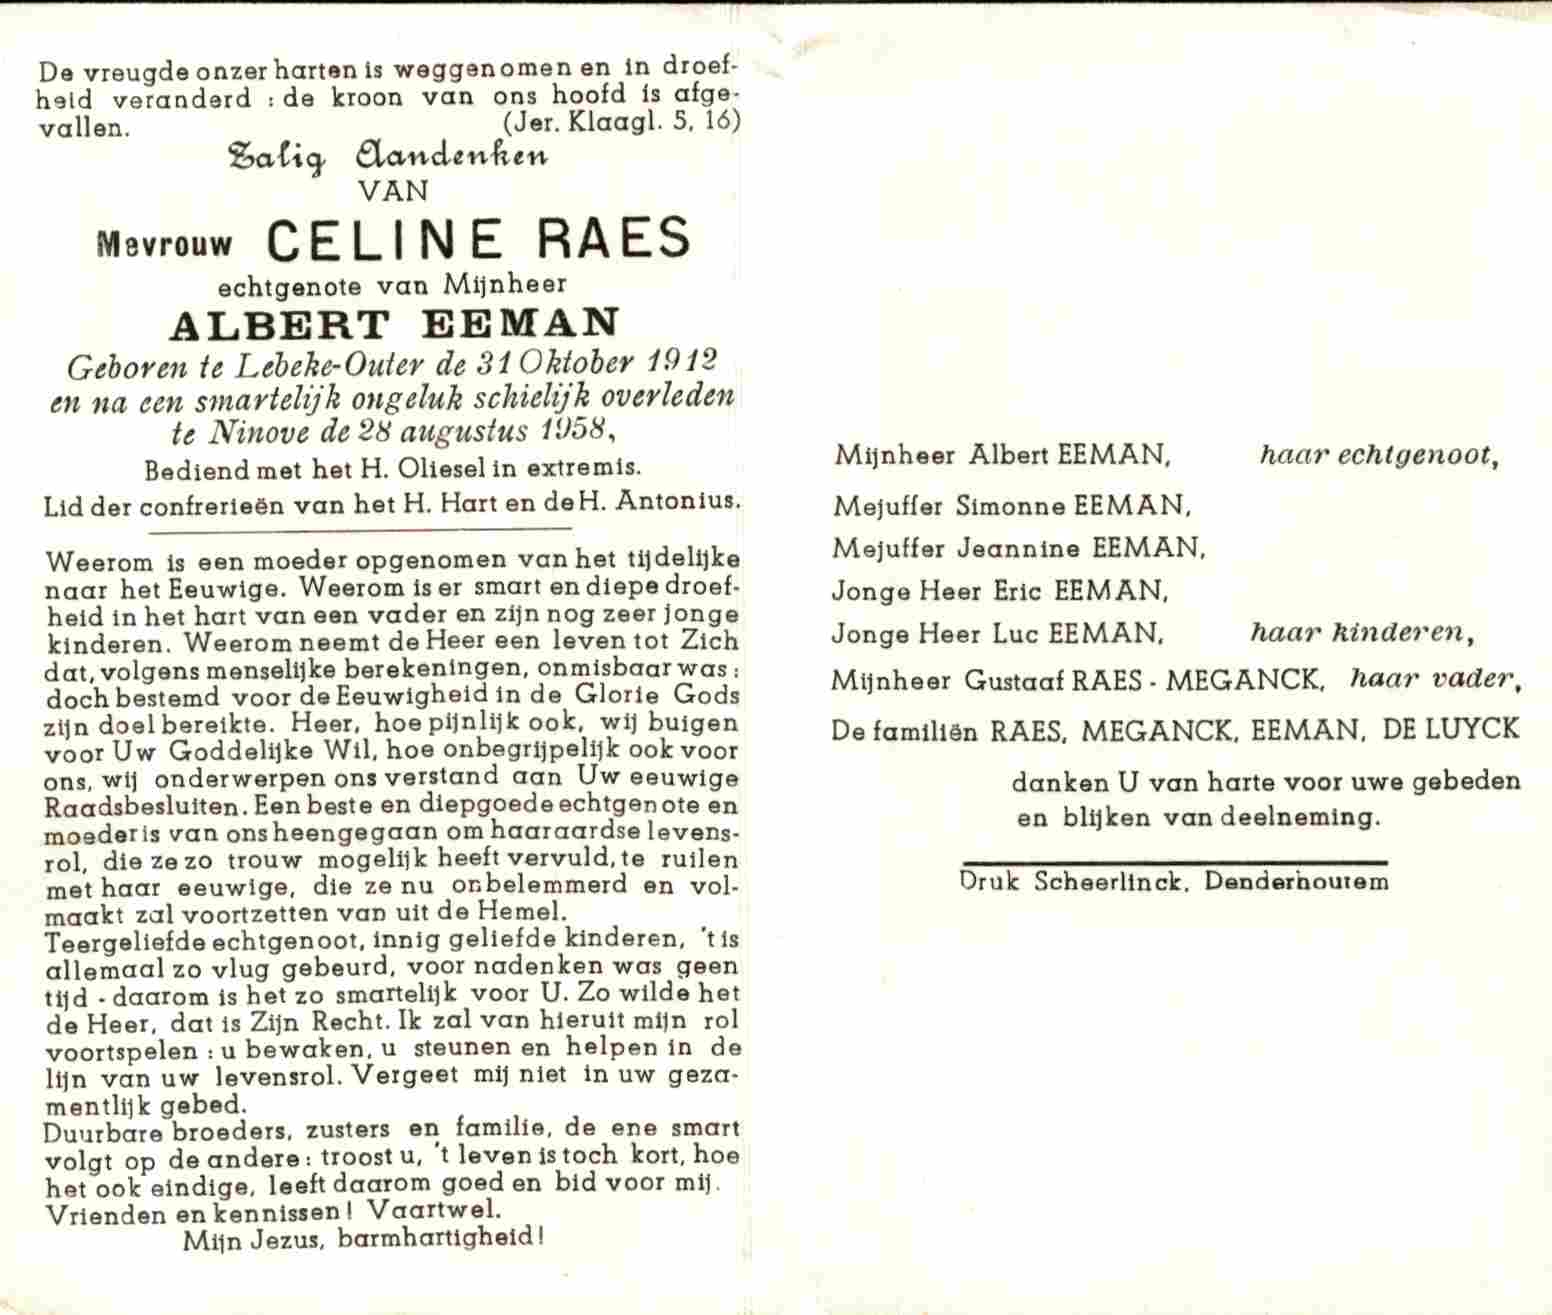 De vreugde onzer harten is weggenomen en in droef-
heid veranderd : de kroon van ons hoofd is afge-
vallen. (Jer. Klaagl. 5, 16)
Zalig Aandenken
VAN
Mevrouw CELINE RAES
echtgenote van Mijnheer
ALBERT EEMAN
Geboren te Lebeke-Outer de 31 Oktober 1912
en na een smartelijk ongeluk schielijk overleden
te Ninove de 28 augustus 1958,
Bediend met het H. Oliesel in extremis.
Lid der confrerieën van het H. Hart en de H. Antonius.
Weerom is een moeder opgenomen van het tijdelijke
naar het Eeuwige. Weerom is er smart en diepe droef-
heid in het hart van een vader en zijn nog zeer jonge
kinderen. Weerom neemt de Heer een leven tot Zich
dat, volgens menselijke berekeningen, onmisbaar was :
doch bestemd voor de Eeuwigheid in de Glorie Gods
zijn doel bereikte. Heer, hoe pijnlijk ook, wij buigen
voor Uw Goddelijke Wil, hoe onbegrijpelijk ook voor
ons, wij onderwerpen ons verstand aan Uw eeuwige
Raadsbesluiten. Een beste en diepgoede echtgenote en
moeder is van ons heengegaan om haar aardse levens-
rol, die ze zo trouw mogelijk heeft vervuld, te ruilen
met haar eeuwige, die ze nu onbelemmerd en vol-
maakt zal voortzetten van uit de Hemel.
Teergeliefde echtgenoot, innig geliefde kinderen, 't is
allemaal zo vlug gebeurd, voor nadenken was geen
tijd - daarom is het zo smartelijk voor U. Zo wilde het
de Heer, dat is Zijn Recht. Ik zal van hieruit mijn rol
voortspelen : u bewaken, u steunen en helpen in de
lijn van uw levensrol. Vergeet mij niet in uw geza-
mentlijk gebed.
Duurbare broeders, zusters en familie, de ene smart
volgt op de andere : troost u, 't leven is toch kort, hoe
het ook eindige, leeft daarom goed en bid voor mij.
Vrienden en kennissen ! Vaartwel.
Mijn Jezus, barmhartigheid !
Mijnheer Albert EEMAN, haar echtgenoot,
Mejuffer Simonne EEMAN,
Mejuffer Jeannine EEMAN,
Jonge Heer Eric EEMAN,
Jonge Heer Luc EEMAN, haar kinderen,
Mijnheer Gustaaf RAES - MEGANCK, haar vader,
De familiën RAES, MEGANCK, EEMAN, DE LUYCK
danken U van harte voor uwe gebeden
en blijken van deelneming.
Druk Scheerlinck, Denderhoutem